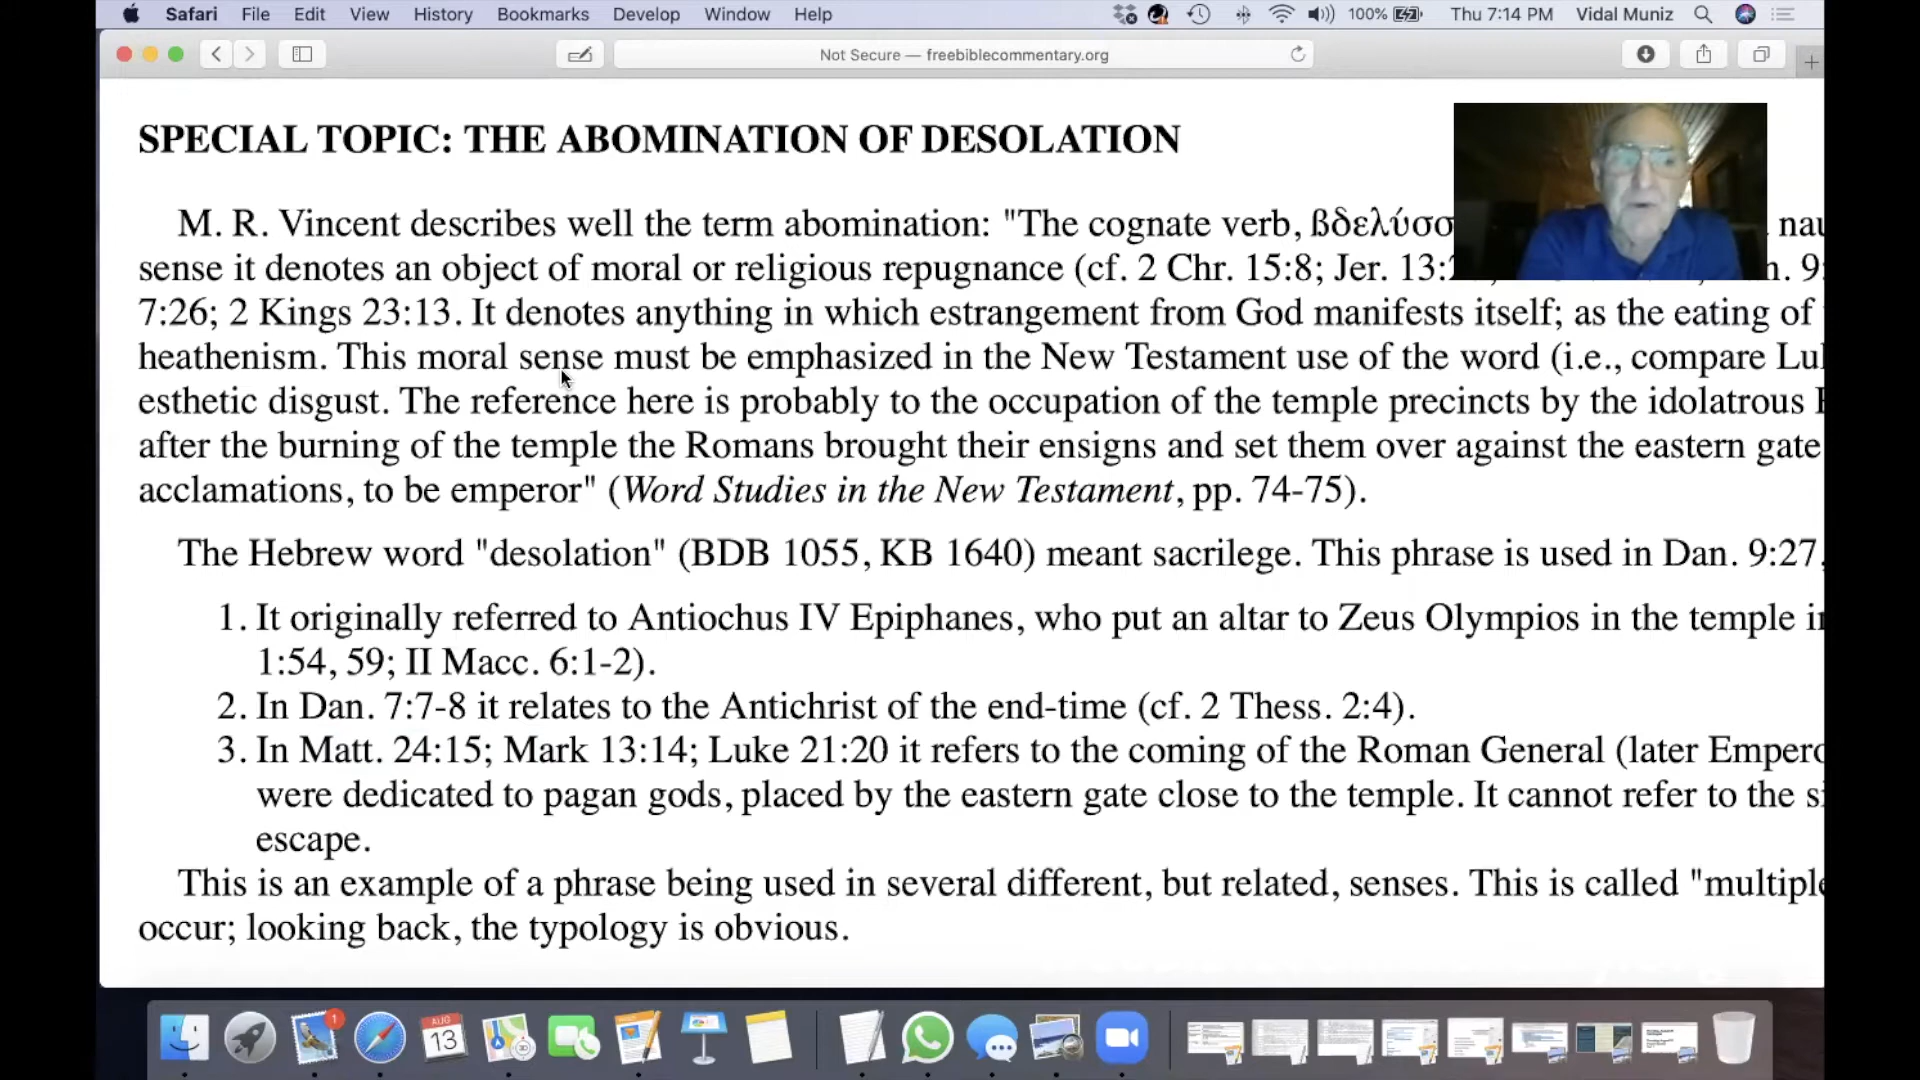 Safari File Edit View History Bookmarks Develop Window Help 100% Thu 7:14 PM Vidal Muniz
Not Secure — freebiblecommentary.org
SPECIAL TOPIC: THE ABOMINATION OF DESOLATION
M. R. Vincent describes well the term abomination: "The cognate verb,
sense it denotes an object of moral or religious repugnance (cf. 2 Chr. 15:8; Jer.
7:26; 2 Kings 23:13. It denotes anything in which estrangement from God manifests itself; as the eating of
heathenism. This moral sense must be emphasized in the New Testament use of the word (i.e., compare
esthetic disgust. The reference here is probably to the occupation of the temple precincts by the idolatrous
after the burning of the temple the Romans brought their ensigns and set them over against the eastern gate
acclamations, to be emperor" (Word Studies in the New Testament, pp. 74-75).
The Hebrew word "desolation" (BDB 1055, KB 1640) meant sacrilege. This phrase is used in Dan. 9:27,
1. It originally referred to Antiochus IV Epiphanes, who put an altar to Zeus Olympios in the temple
1:54, 59; II Macc. 6:1-2).
2. In Dan. 7:7-8 it relates to the Antichrist of the end-time (cf. 2 Thess. 2:4).
3. In Matt. 24:15; Mark 13:14; Luke 21:20 it refers to the coming of the Roman General (later
were dedicated to pagan gods, placed by the eastern gate close to the temple. It cannot refer to the
escape.
This is an example of a phrase being used in several different, but related, senses. This is called
occur; looking back, the typology is obvious.
1
AUG
13